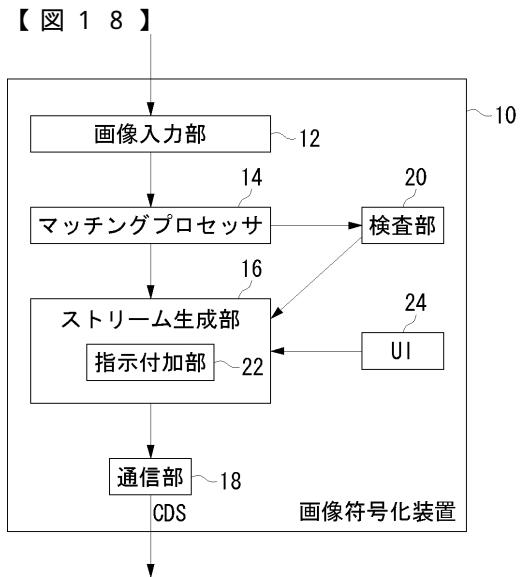 【図１８】
10
画像入力部
12
14
20
マッチングプロセッサ
検査部
16
ストリーム生成部
24
指示付加部
22
UI
通信部
18
CDS
画像符号化装置